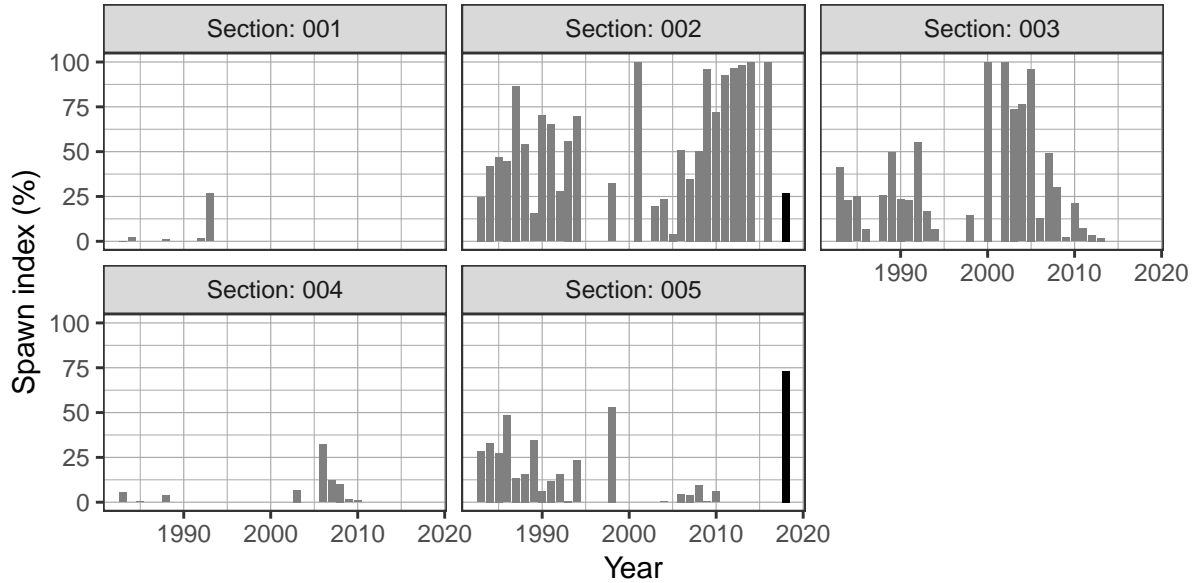 Section: 001
Section: 002
Section: 003
100
75
50
25
0
1990 2000 2010 2020
Section: 004
Section: 005
100
75
50
25
0
1990 2000 2010 2020
1990 2000 2010 2020
Year
Spawn index (%)